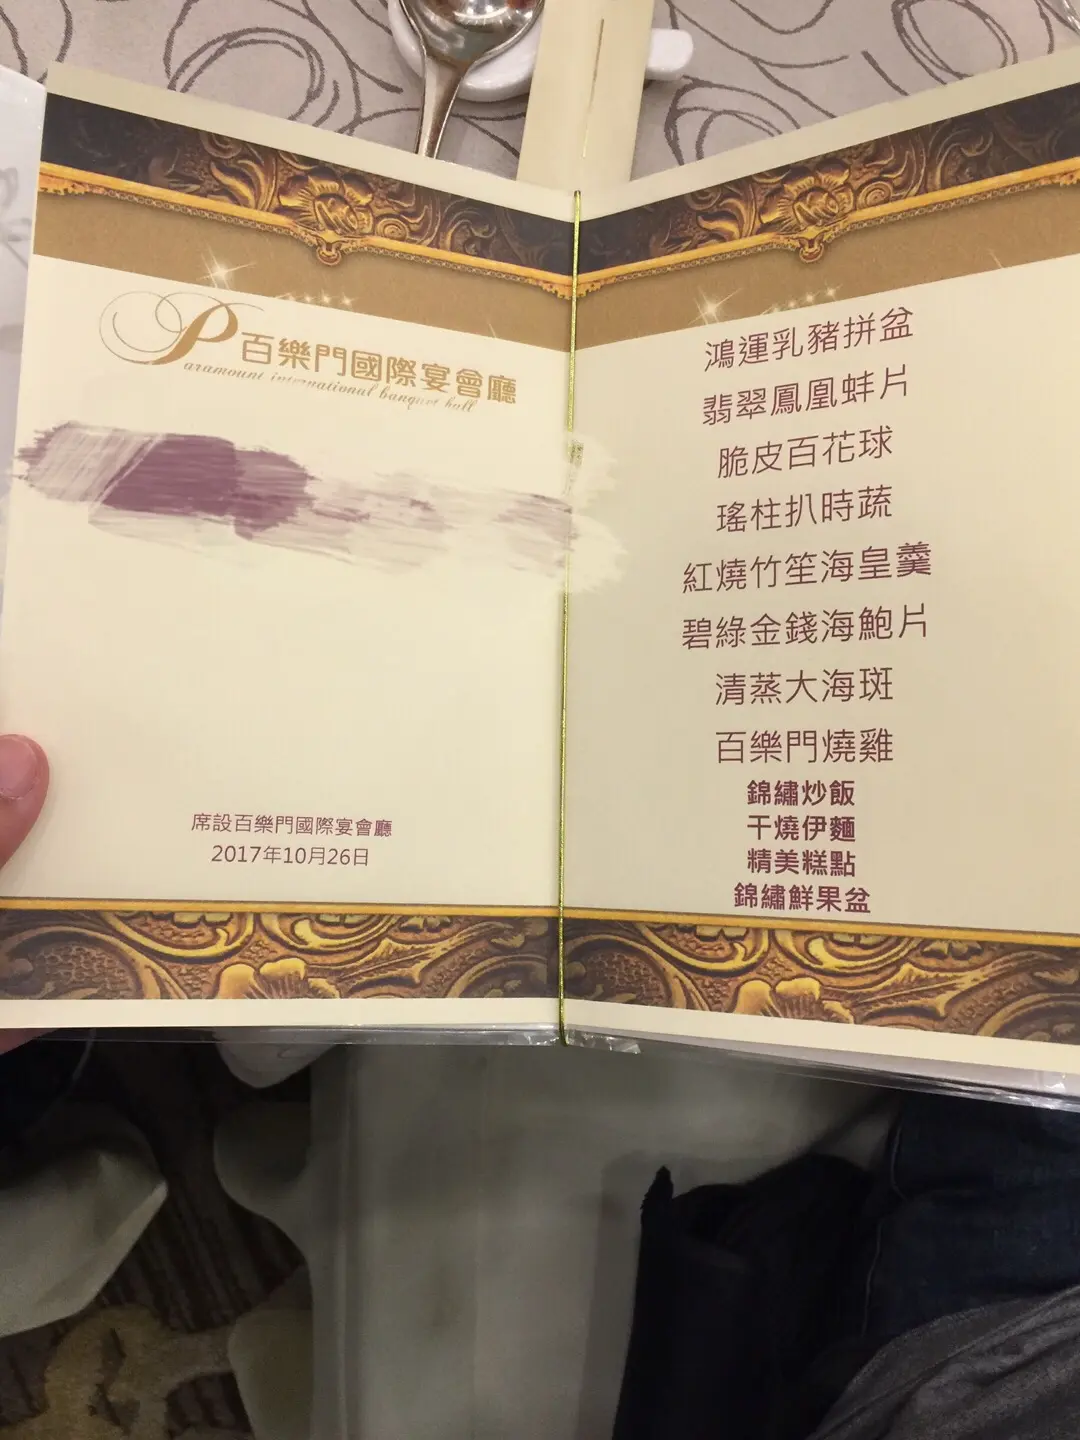 百樂門國際宴會廳
Paramount international banquet hall
席設百樂門國際宴會廳
2017年10月26日
鴻運乳豬拼盆
翡翠鳳凰蚌片
脆皮百花球
瑤柱扒時蔬
紅燒竹笙海皇羹
碧綠金錢海鮑片
清蒸大海斑
百樂門燒雞
錦繡炒飯
干燒伊麵
精美糕點
錦繡鮮果盆